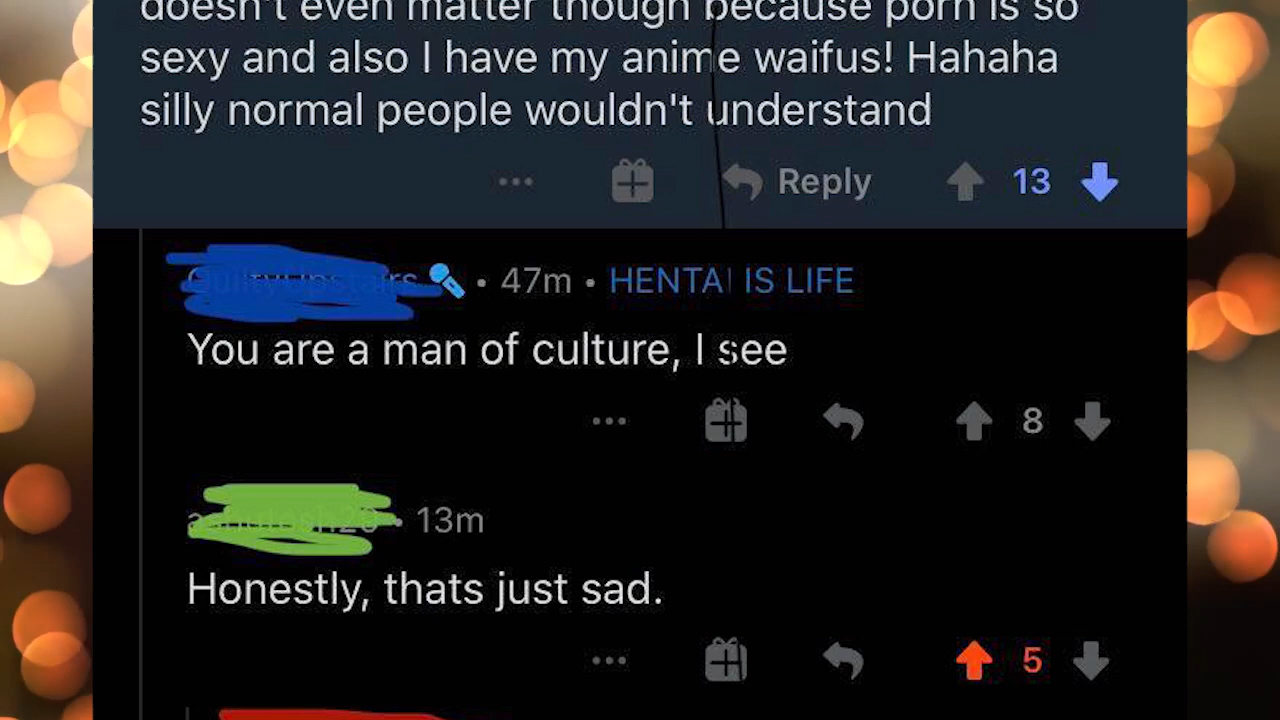 doesn't even matter though because porn is so
sexy and also I have my anime waifus! Hahaha
silly normal people wouldn't understand
Reply 13
• 47m • HENTAI IS LIFE
You are a man of culture, I see
8
• 13m
Honestly, thats just sad.
5